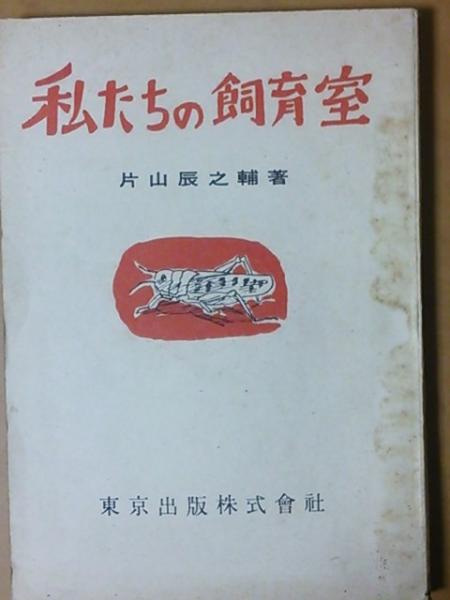 私たちの飼育室
片山辰之輔著
東京出版株式會社